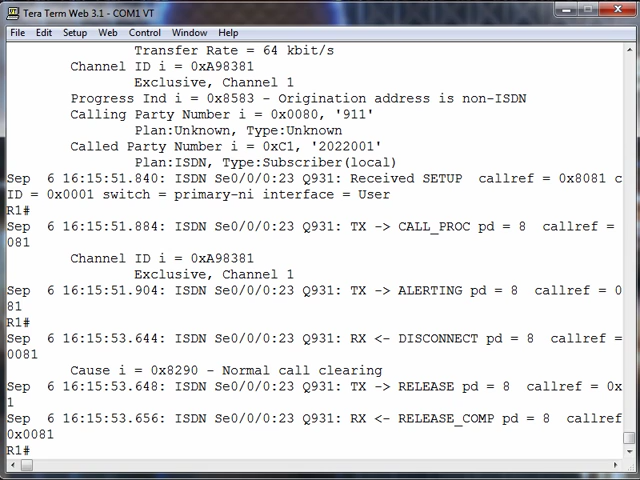 Tera Term Web 3.1 - COM1 VT
File Edit Setup Web Control Window Help
Transfer Rate = 64 kbit/s
Channel ID i = 0xA98381
Exclusive, Channel 1
Progress Ind i = 0x8583 - Origination address is non-ISDN
Calling Party Number i = 0x0080, '911'
Plan:Unknown, Type:Unknown
Called Party Number i = 0xC1, '2022001'
Plan:ISDN, Type:Subscriber(local)
Sep  6 16:15:51.840: ISDN Se0/0/0:23 Q931: Received SETUP  callref = 0x8081 c
ID = 0x0001 switch = primary-ni interface = User
R1#
Sep  6 16:15:51.884: ISDN Se0/0/0:23 Q931: TX -> CALL_PROC pd = 8  callref =
081
Channel ID i = 0xA98381
Exclusive, Channel 1
Sep  6 16:15:51.904: ISDN Se0/0/0:23 Q931: TX -> ALERTING pd = 8  callref = 0
81
R1#
Sep  6 16:15:53.644: ISDN Se0/0/0:23 Q931: RX <- DISCONNECT pd = 8  callref =
0081
Cause i = 0x8290 - Normal call clearing
Sep  6 16:15:53.648: ISDN Se0/0/0:23 Q931: TX -> RELEASE pd = 8  callref = 0x
1
Sep  6 16:15:53.656: ISDN Se0/0/0:23 Q931: RX <- RELEASE_COMP pd = 8  callref
0x0081
R1#